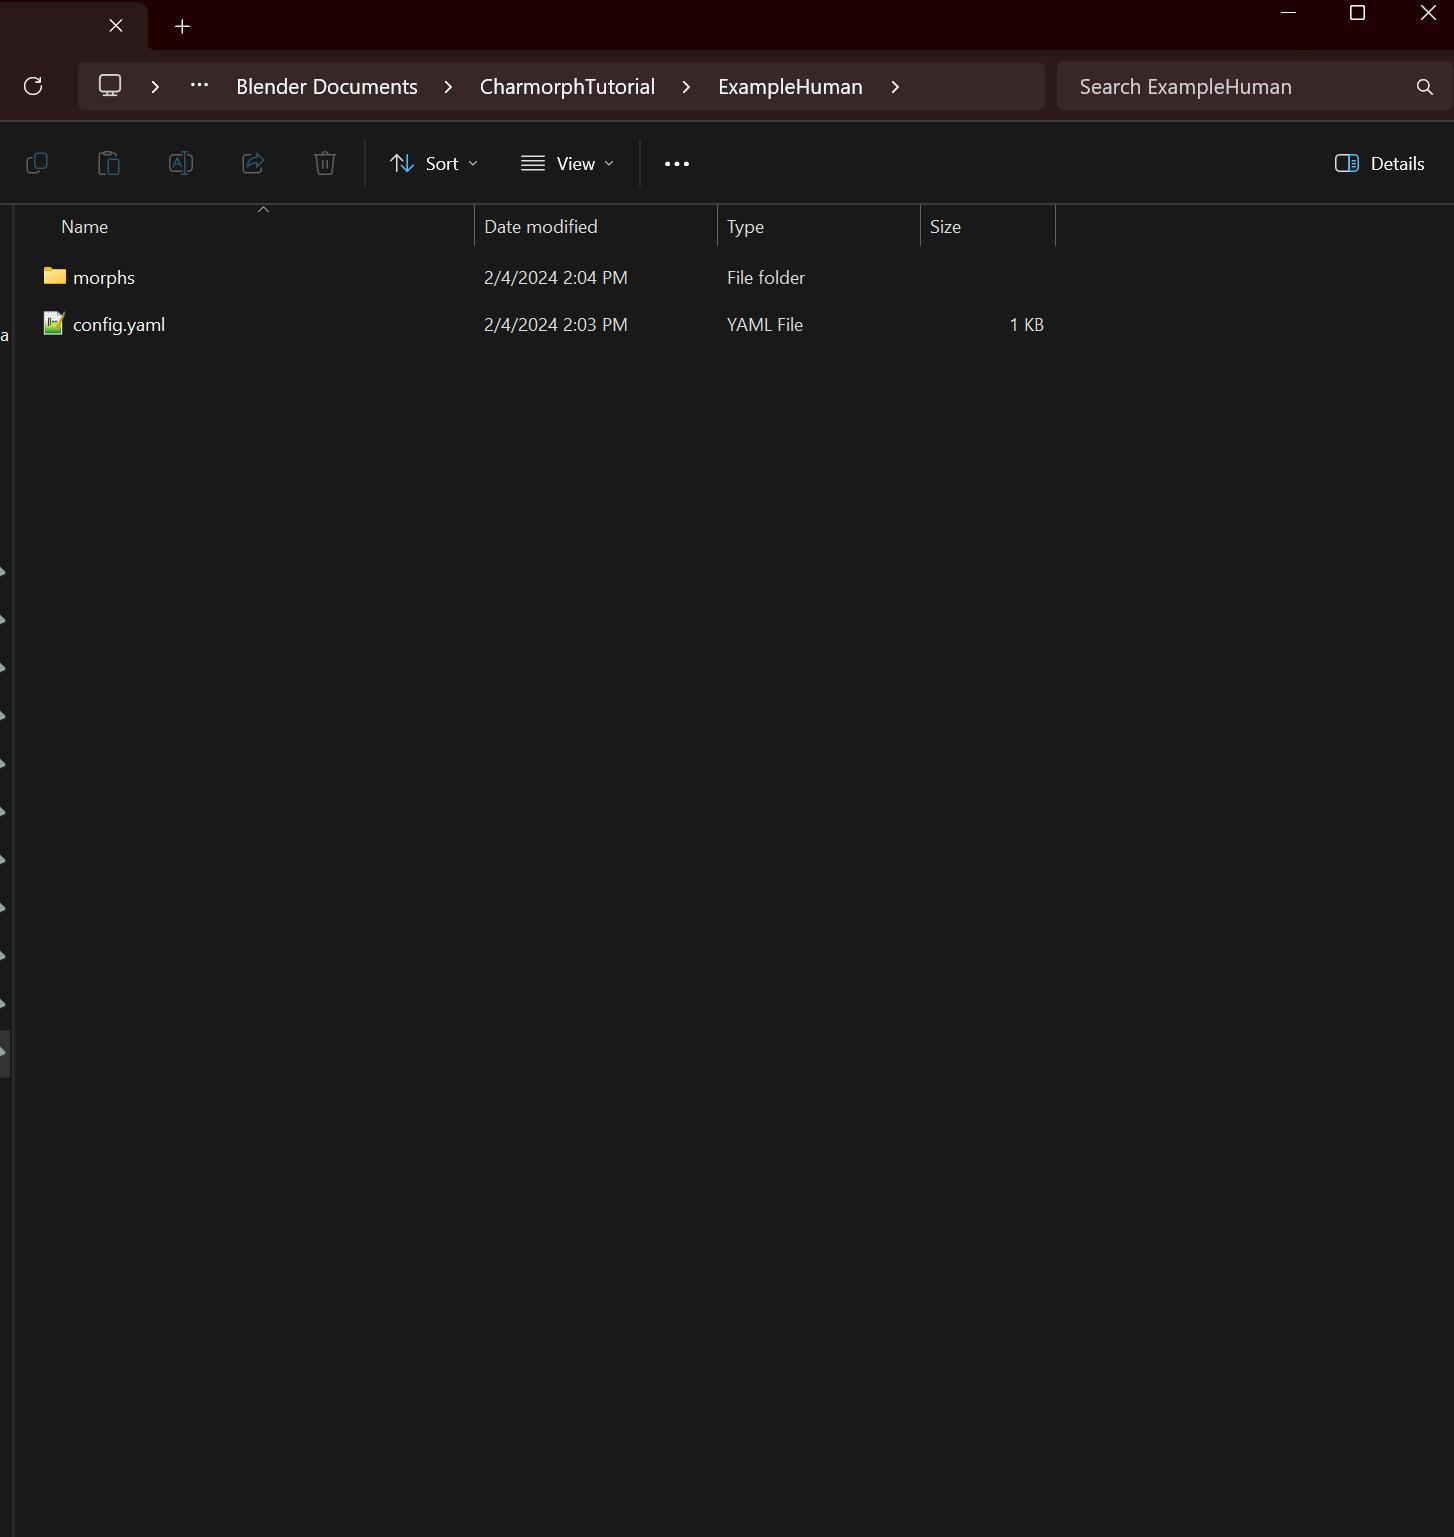 Blender Documents CharmorphTutorial ExampleHuman Search ExampleHuman
Sort View Details
Name Date modified Type Size
morphs 2/4/2024 2:04 PM File folder
config.yaml 2/4/2024 2:03 PM YAML File 1 KB
a